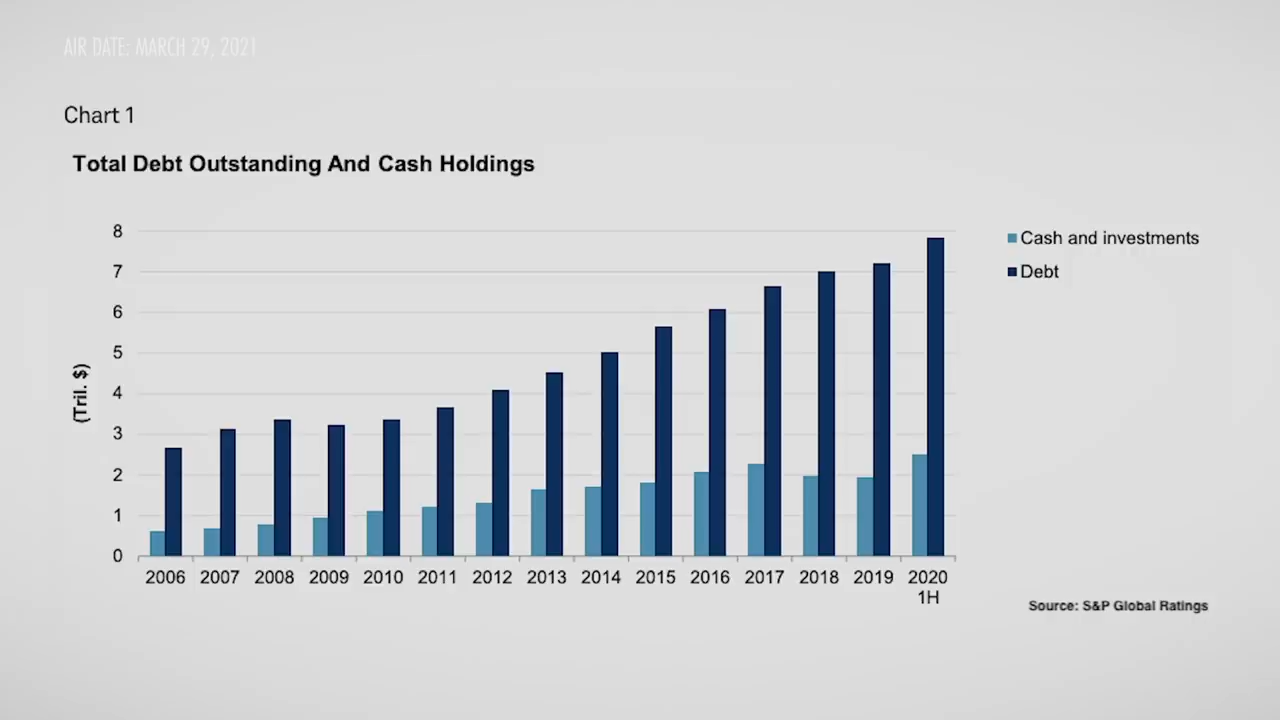 AIR DATE: MARCH 29, 2021
Chart 1
Total Debt Outstanding And Cash Holdings
8
7
6
5
4
3
2
1
0
(Tril. $)
2006 2007 2008 2009 2010 2011 2012 2013 2014 2015 2016 2017 2018 2019 2020
1H
Cash and investments
Debt
Source: S&P Global Ratings